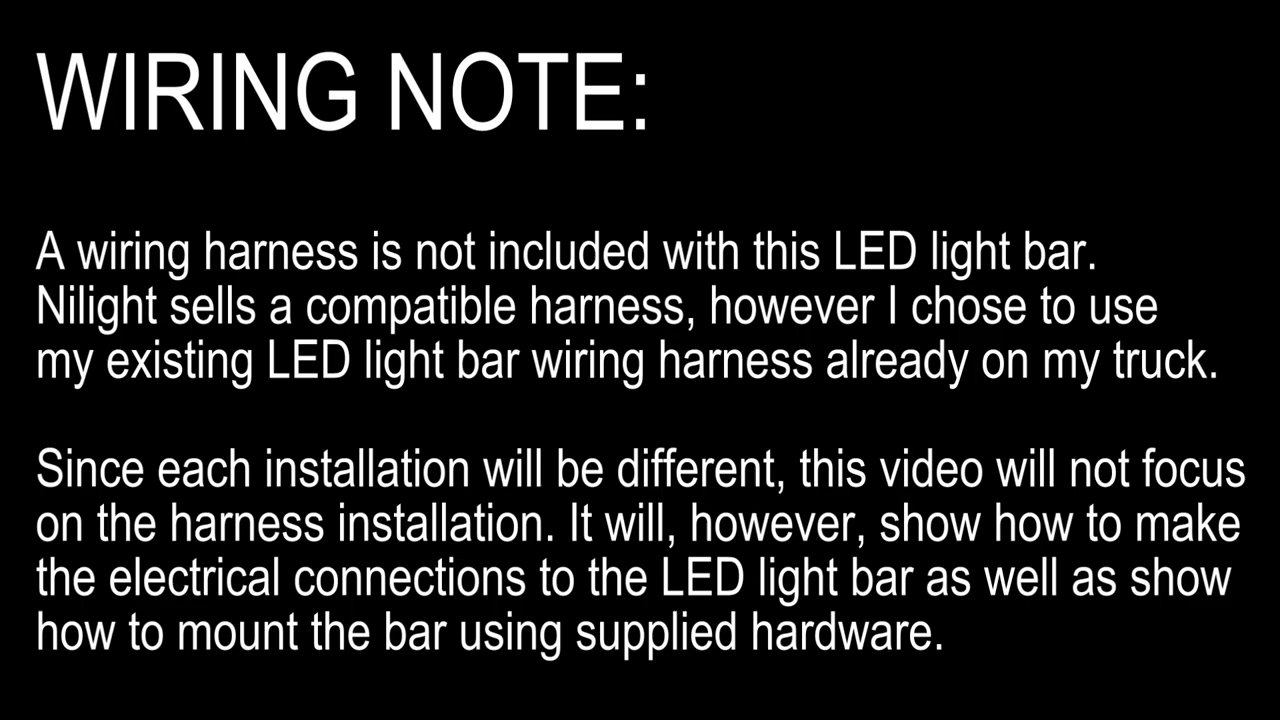 WIRING NOTE:
A wiring harness is not included with this LED light bar.
Nilight sells a compatible harness, however I chose to use
my existing LED light bar wiring harness already on my truck.
Since each installation will be different, this video will not focus
on the harness installation. It will, however, show how to make
the electrical connections to the LED light bar as well as show
how to mount the bar using supplied hardware.